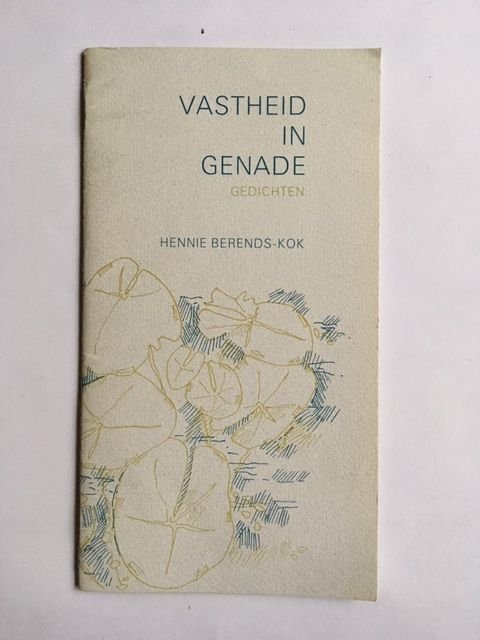 VASTHEID
IN
GENADE
GEDICHTEN
HENNIE BERENDS-KOK